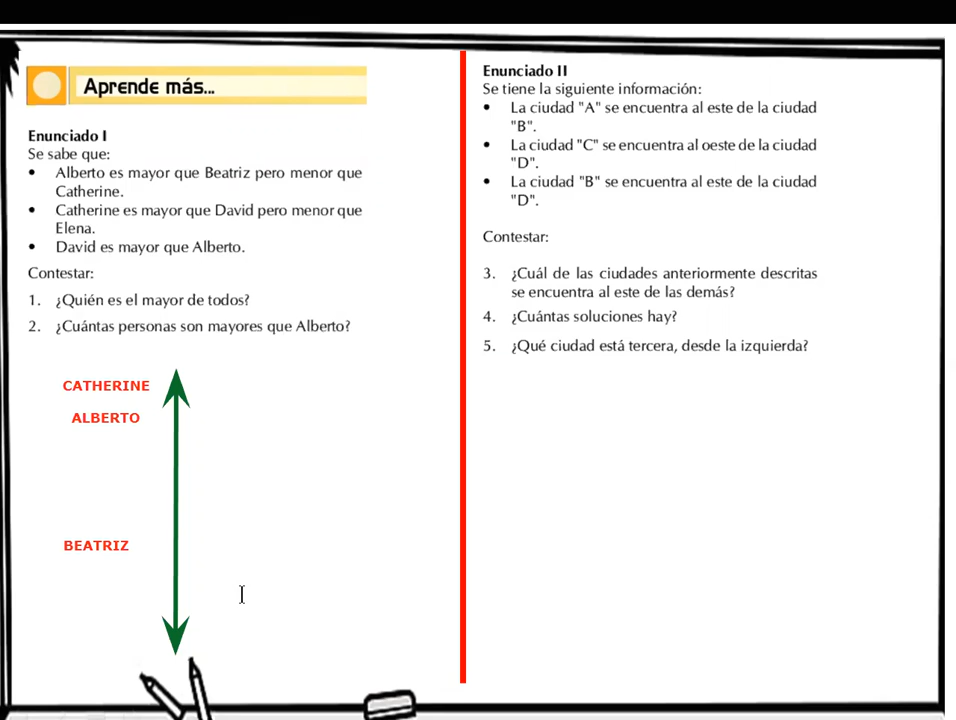 Aprende más...
Enunciado I
Se sabe que:
• Alberto es mayor que Beatriz pero menor que
Catherine.
• Catherine es mayor que David pero menor que
Elena.
• David es mayor que Alberto.
Contestar:
1. ¿Quién es el mayor de todos?
2. ¿Cuántas personas son mayores que Alberto?
CATHERINE
ALBERTO
BEATRIZ
Enunciado II
Se tiene la siguiente información:
• La ciudad "A" se encuentra al este de la ciudad
"B".
• La ciudad "C" se encuentra al oeste de la ciudad
"D".
• La ciudad "B" se encuentra al este de la ciudad
"D".
Contestar:
3. ¿Cuál de las ciudades anteriormente descritas
se encuentra al este de las demás?
4. ¿Cuántas soluciones hay?
5. ¿Qué ciudad está tercera, desde la izquierda?